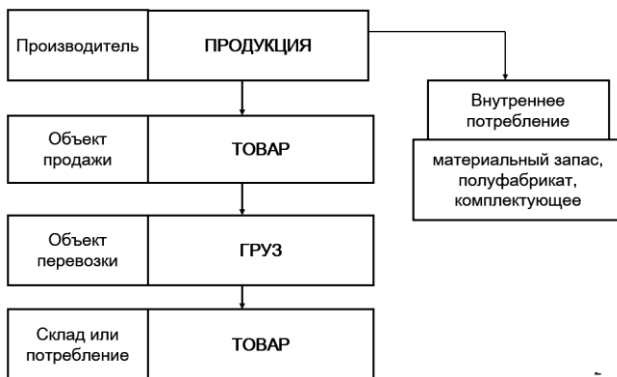 Производитель
ПРОДУКЦИЯ
Внутреннее
потребление
материальный запас,
полуфабрикат,
комплектующее
Объект
продажи
ТОВАР
Объект
перевозки
ГРУЗ
Склад или
потребление
ТОВАР